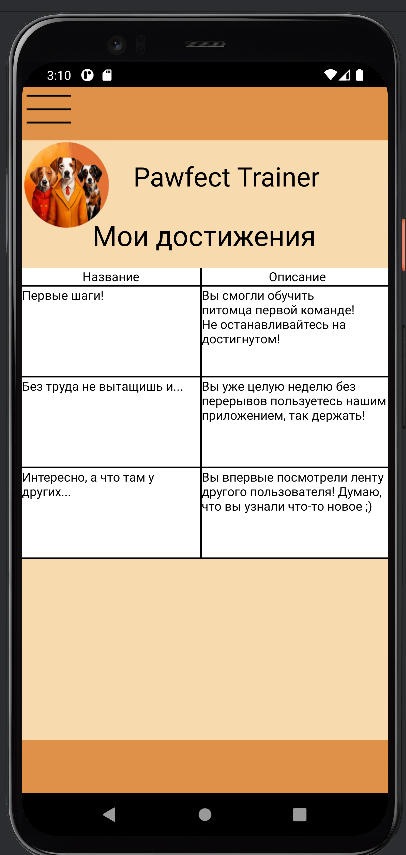 3:10
Pawfect Trainer
Мои достижения
Название
Описание
Первые шаги!
Вы смогли обучить
питомца первой команде!
Не останавливайтесь на
достигнутом!
Без труда не вытащишь и...
Вы уже целую неделю без
перерывов пользуетесь нашим
приложением, так держать!
Интересно, а что там у
других...
Вы впервые посмотрели ленту
другого пользователя! Думаю,
что вы узнали что-то новое ;)